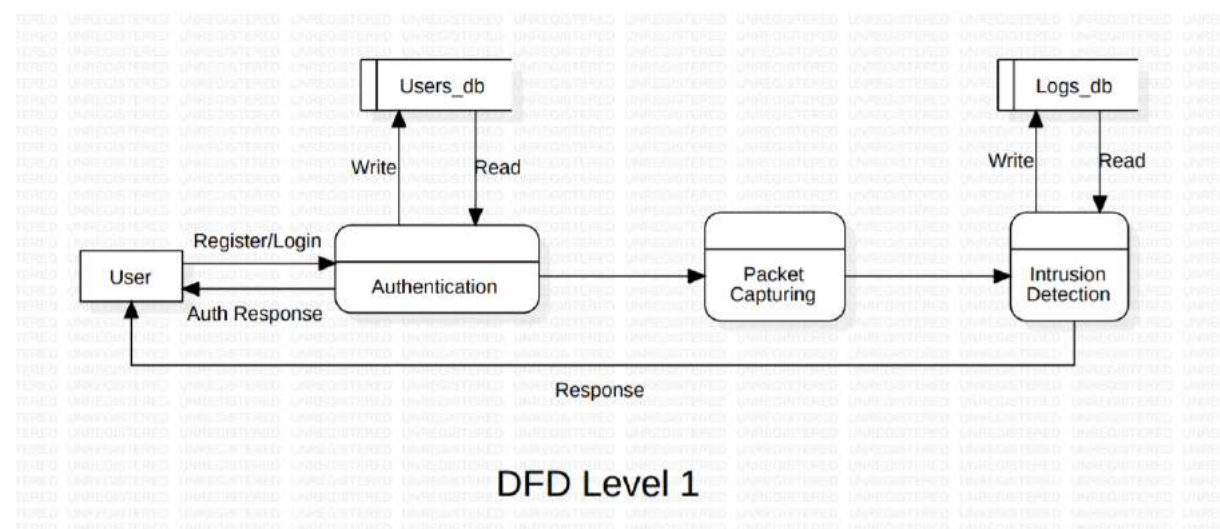 Users_db
Logs_db
Write
Read
Write
Read
Register/Login
User
Authentication
Packet
Capturing
Intrusion
Detection
Auth Response
Response
DFD Level 1
UNREGISTERED